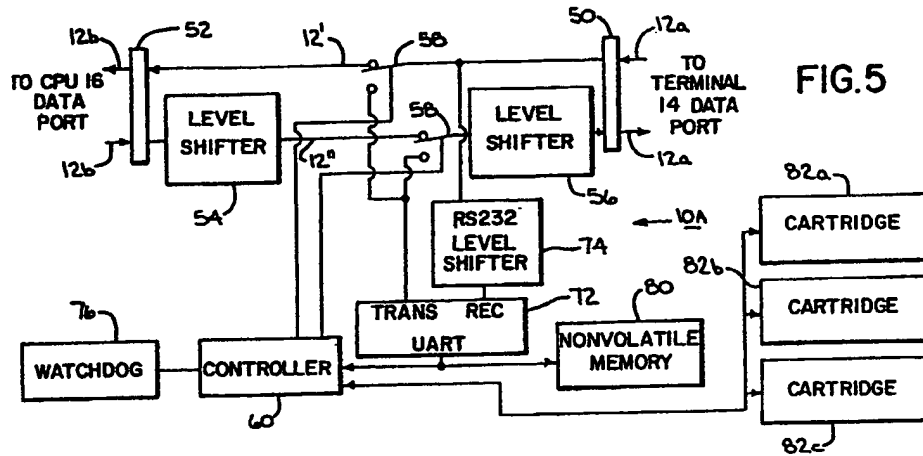 12b
52
12'
58
50
12a
TO CPU 16
DATA
PORT
TO
TERMINAL
14 DATA
PORT
FIG.5
LEVEL
SHIFTER
58
LEVEL
SHIFTER
12b
12"
12a
54
56
82a
CARTRIDGE
RS232
LEVEL
SHIFTER
10A
74
82b
CARTRIDGE
76
72
80
TRANS REC
UART
NONVOLATILE
MEMORY
WATCHDOG
CONTROLLER
CARTRIDGE
60
82c